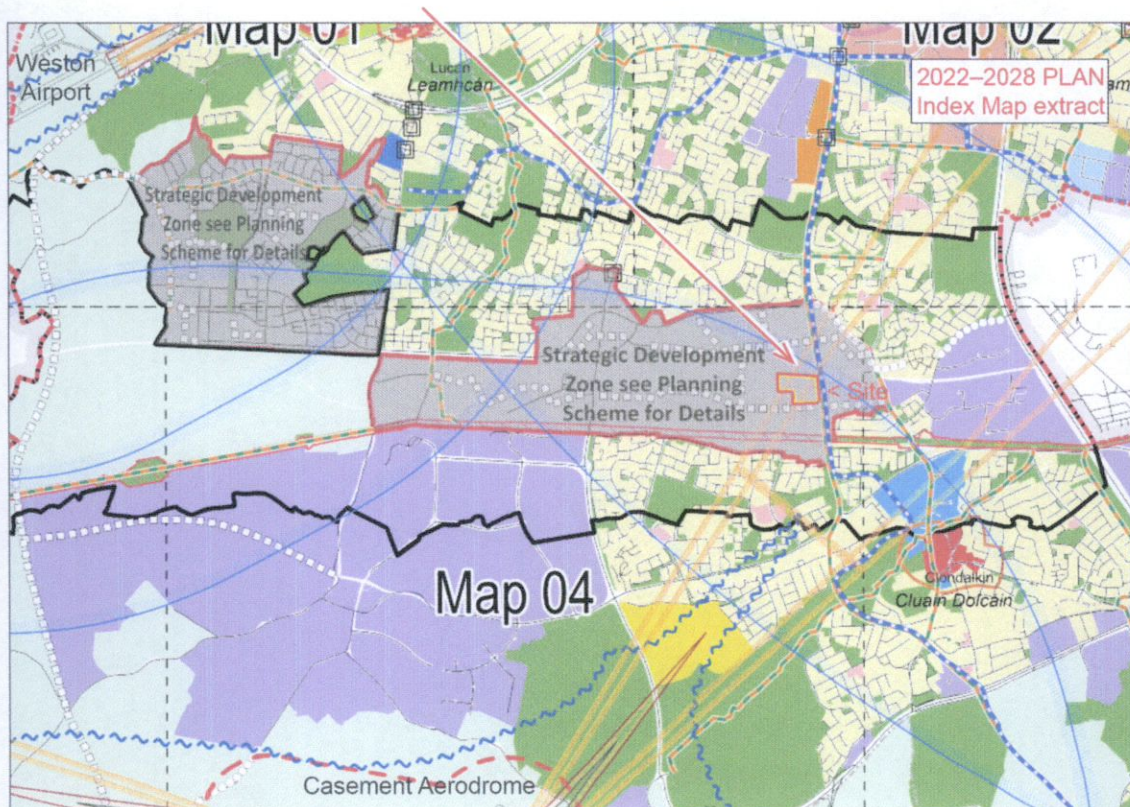 Map 01
Map 02
Weston
Airport
Lucan
Leamhcán
2022–2028 PLAN
Index Map extract
Strategic Development
Zone see Planning
Scheme for Details
Strategic Development
Zone see Planning
Scheme for Details
< Site
Map 04
Clondalkin
Cluain Dolcain
Casement Aerodrome